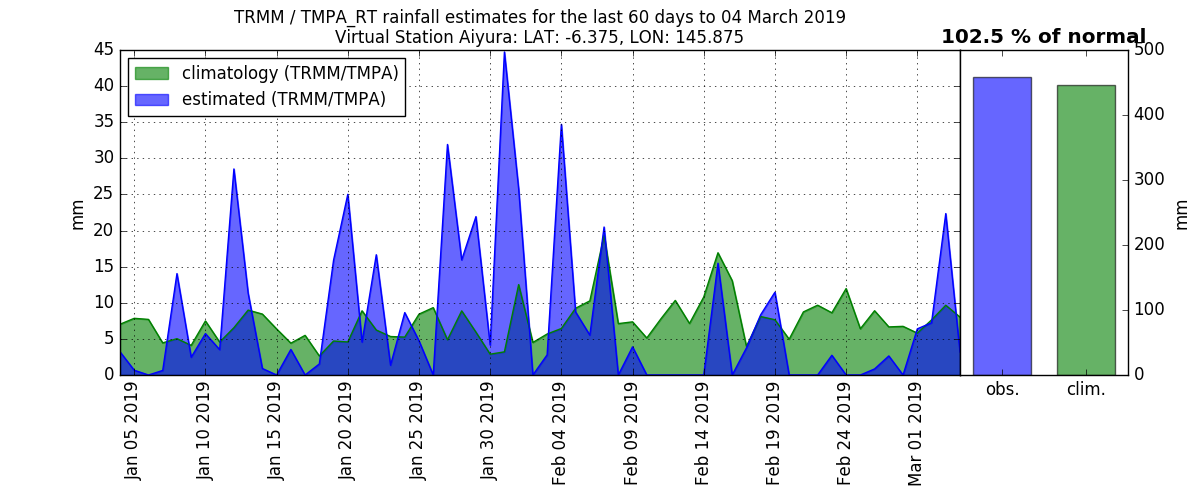 TRMM / TMPA_RT rainfall estimates for the last 60 days to 04 March 2019
Virtual Station Aiyura: LAT: -6.375, LON: 145.875
102.5 % of normal
climatology (TRMM/TMPA)
estimated (TRMM/TMPA)
45
40
35
30
25
20
15
10
5
0
mm
500
400
300
200
100
0
mm
obs.
clim.
Jan 05 2019
Jan 10 2019
Jan 15 2019
Jan 20 2019
Jan 25 2019
Jan 30 2019
Feb 04 2019
Feb 09 2019
Feb 14 2019
Feb 19 2019
Feb 24 2019
Mar 01 2019